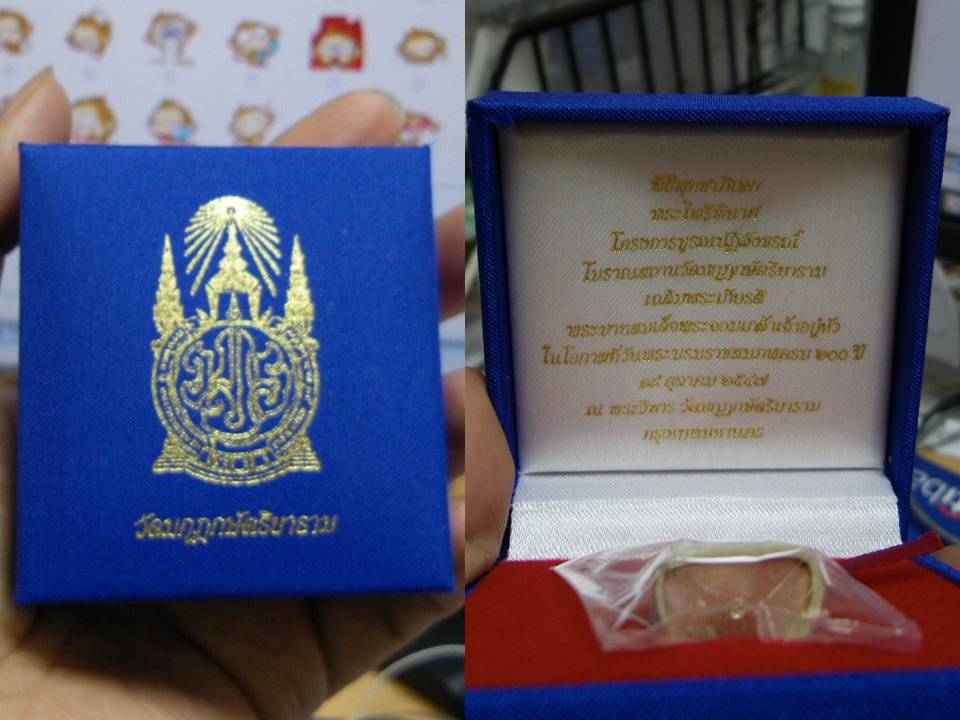 วัดมกุฏกษัตริยาราม
พิธีพุทธาภิเษก
พระไพรีพินาศ
โครงการบูรณปฏิสังขรณ์
โบราณสถานวัดมกุฏกษัตริยาราม
เฉลิมพระเกียรติ
พระบาทสมเด็จพระจอมเกล้าเจ้าอยู่หัว
ในโอกาสที่วันพระบรมราชสมภพครบ ๒๐๐ ปี
๑๘ ตุลาคม ๒๕๔๗
ณ พระวิหาร วัดมกุฏกษัตริยาราม
กรุงเทพมหานคร